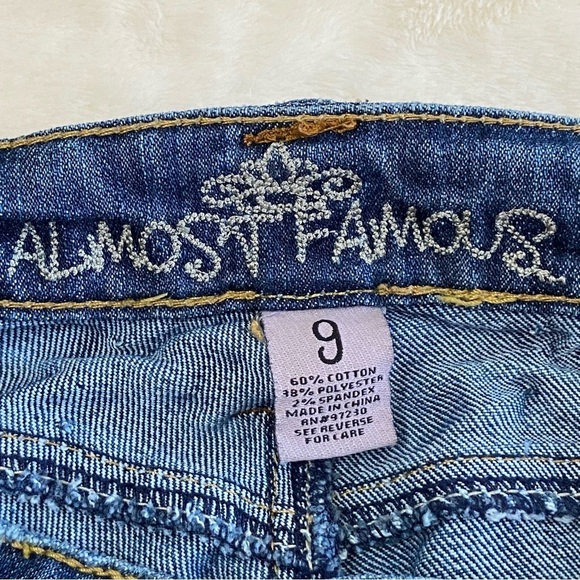 ALMOST FAMOUS
9
60% COTTON
38% POLYESTER
2% SPANDEX
MADE IN CHINA
RN#97230
SEE REVERSE
FOR CARE